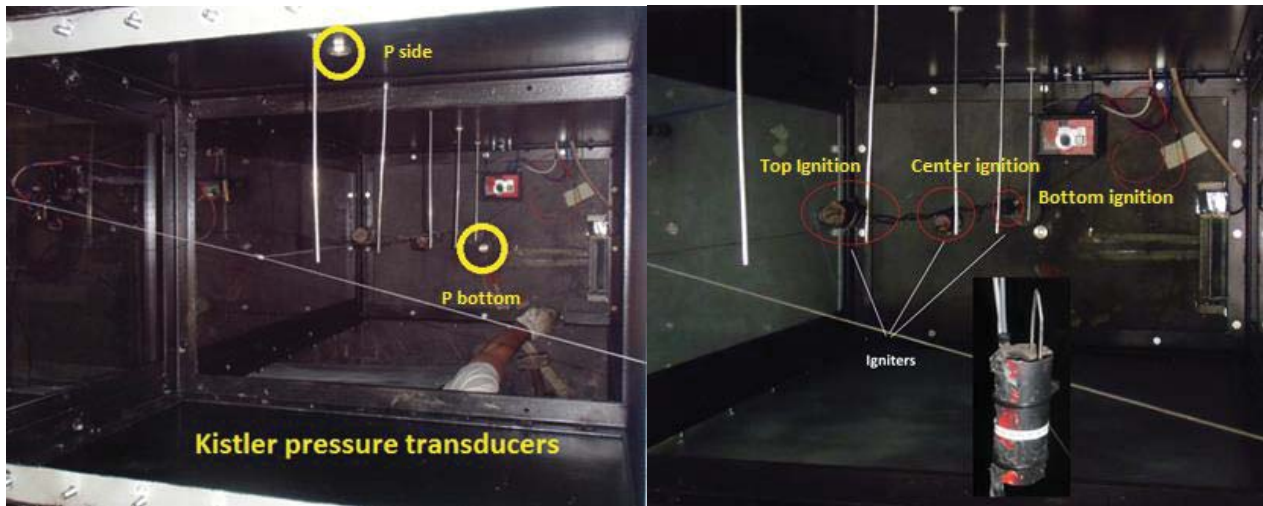 P side
P bottom
Kistler pressure transducers
Top Ignition
Center ignition
Bottom ignition
Igniters